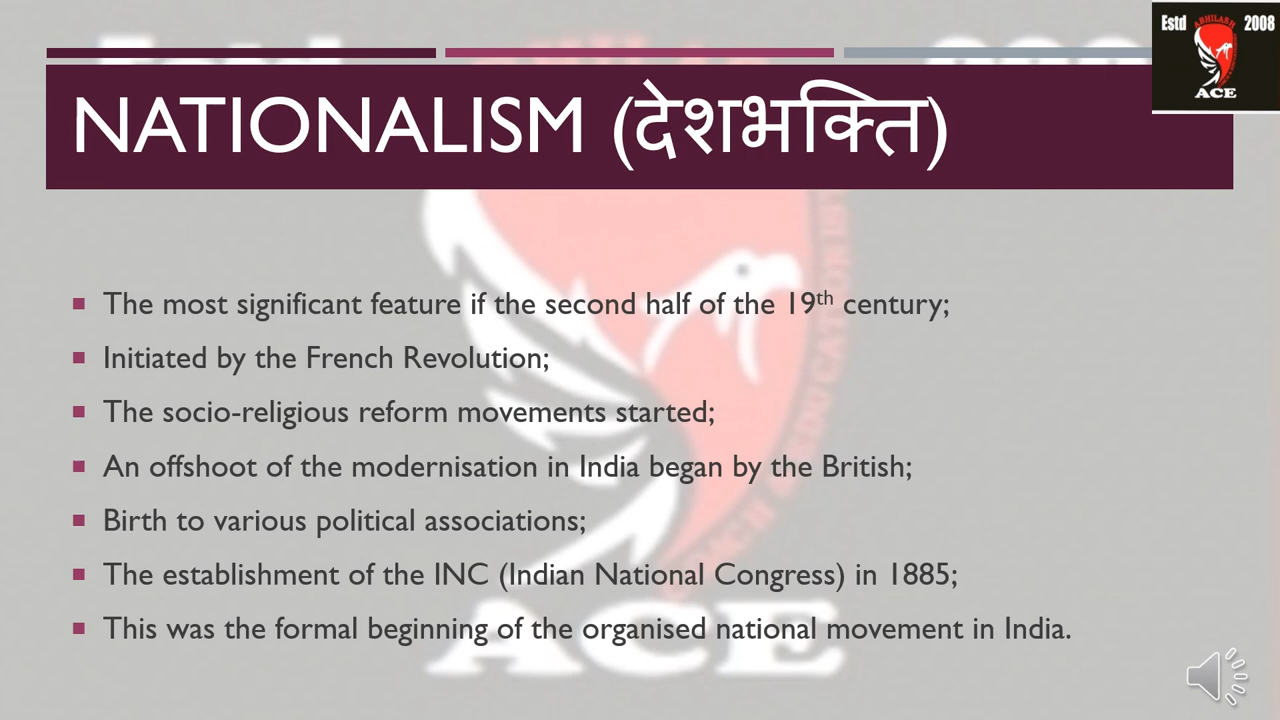 Estd ABHILASH 2008
ACE
NATIONALISM (देशभक्ति)
The most significant feature if the second half of the 19th century;
Initiated by the French Revolution;
The socio-religious reform movements started;
An offshoot of the modernisation in India began by the British;
Birth to various political associations;
The establishment of the INC (Indian National Congress) in 1885;
This was the formal beginning of the organised national movement in India.
ACE